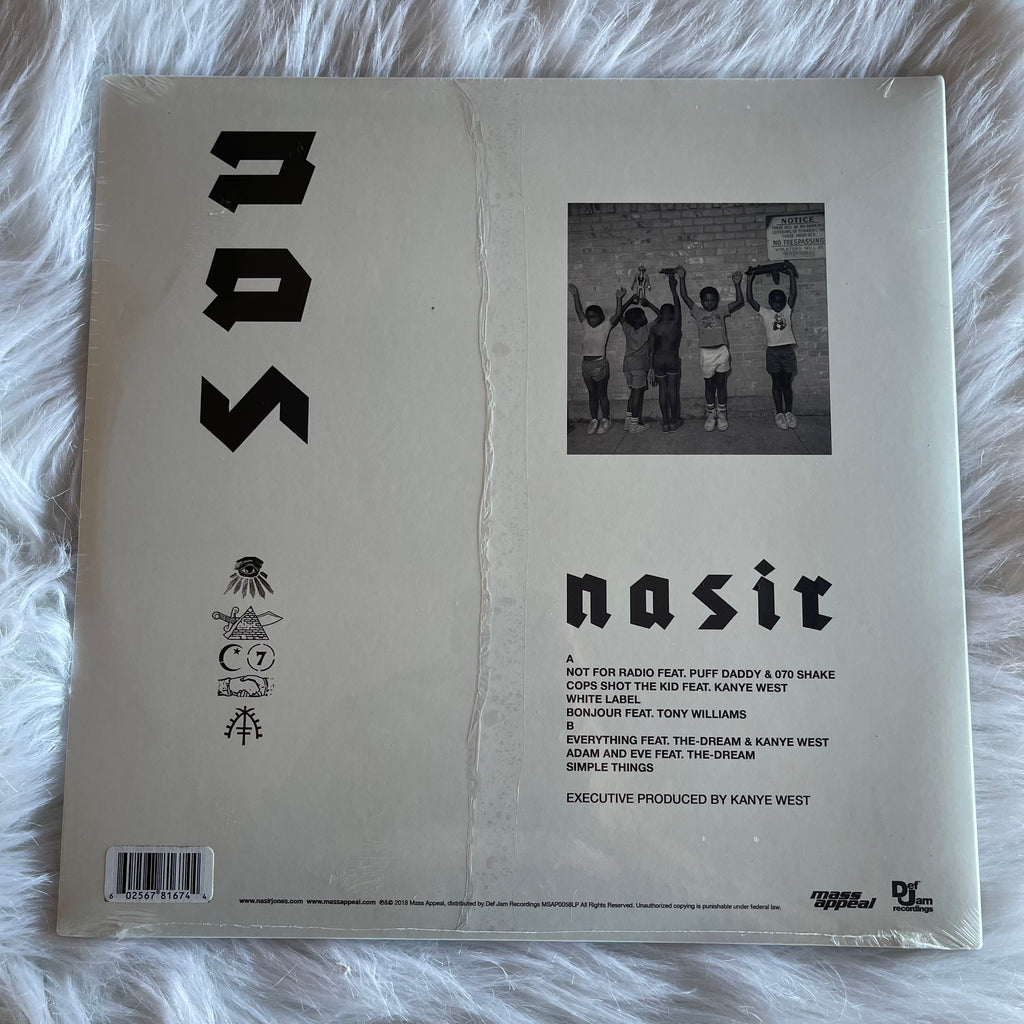 nas
NOTICE
NO TRESPASSING
7
nasir
A
NOT FOR RADIO FEAT. PUFF DADDY & 070 SHAKE
COPS SHOT THE KID FEAT. KANYE WEST
WHITE LABEL
BONJOUR FEAT. TONY WILLIAMS
B
EVERYTHING FEAT. THE-DREAM & KANYE WEST
ADAM AND EVE FEAT. THE-DREAM
SIMPLE THINGS
EXECUTIVE PRODUCED BY KANYE WEST
6 02567 81674 4
www.nasirjones.com www.massappeal.com ℗&© 2018 Mass Appeal, distributed by Def Jam Recordings MSAP0058LP All Rights Reserved. Unauthorized copying is punishable under federal law.
mass
appeal
Def
Jam
recordings